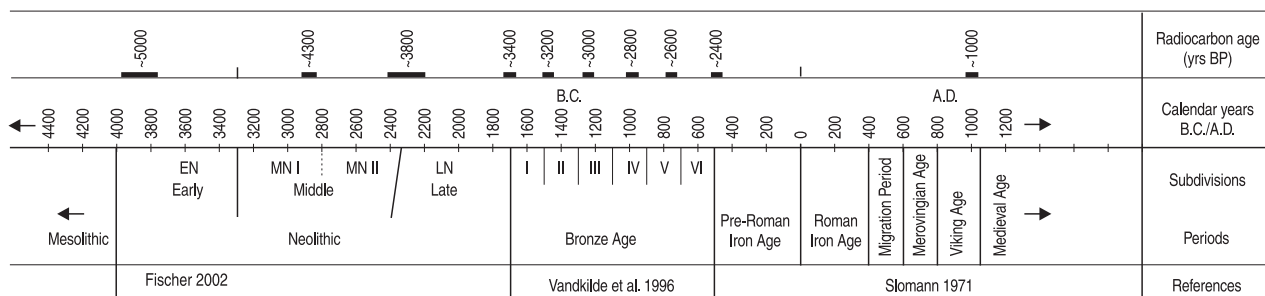 ~5000 ~4300 ~3800 ~3400 ~3200 ~3000 ~2800 ~2600 ~2400 ~1000 Radiocarbon age
(yrs BP)
B.C. A.D.
4400 4200 4000 3800 3600 3400 3200 3000 2800 2600 2400 2200 2000 1800 1600 1400 1200 1000 800 600 400 200 0 200 400 600 800 1000 1200 Calendar years
B.C./A.D.
EN MN I MN II LN I II III IV V VI Subdivisions
Early Middle Late
Mesolithic Neolithic Bronze Age Pre-Roman
Iron Age Roman
Iron Age Migration Period Merovingian Age Viking Age Medieval Age Periods
Fischer 2002 Vandkilde et al. 1996 Slomann 1971 References